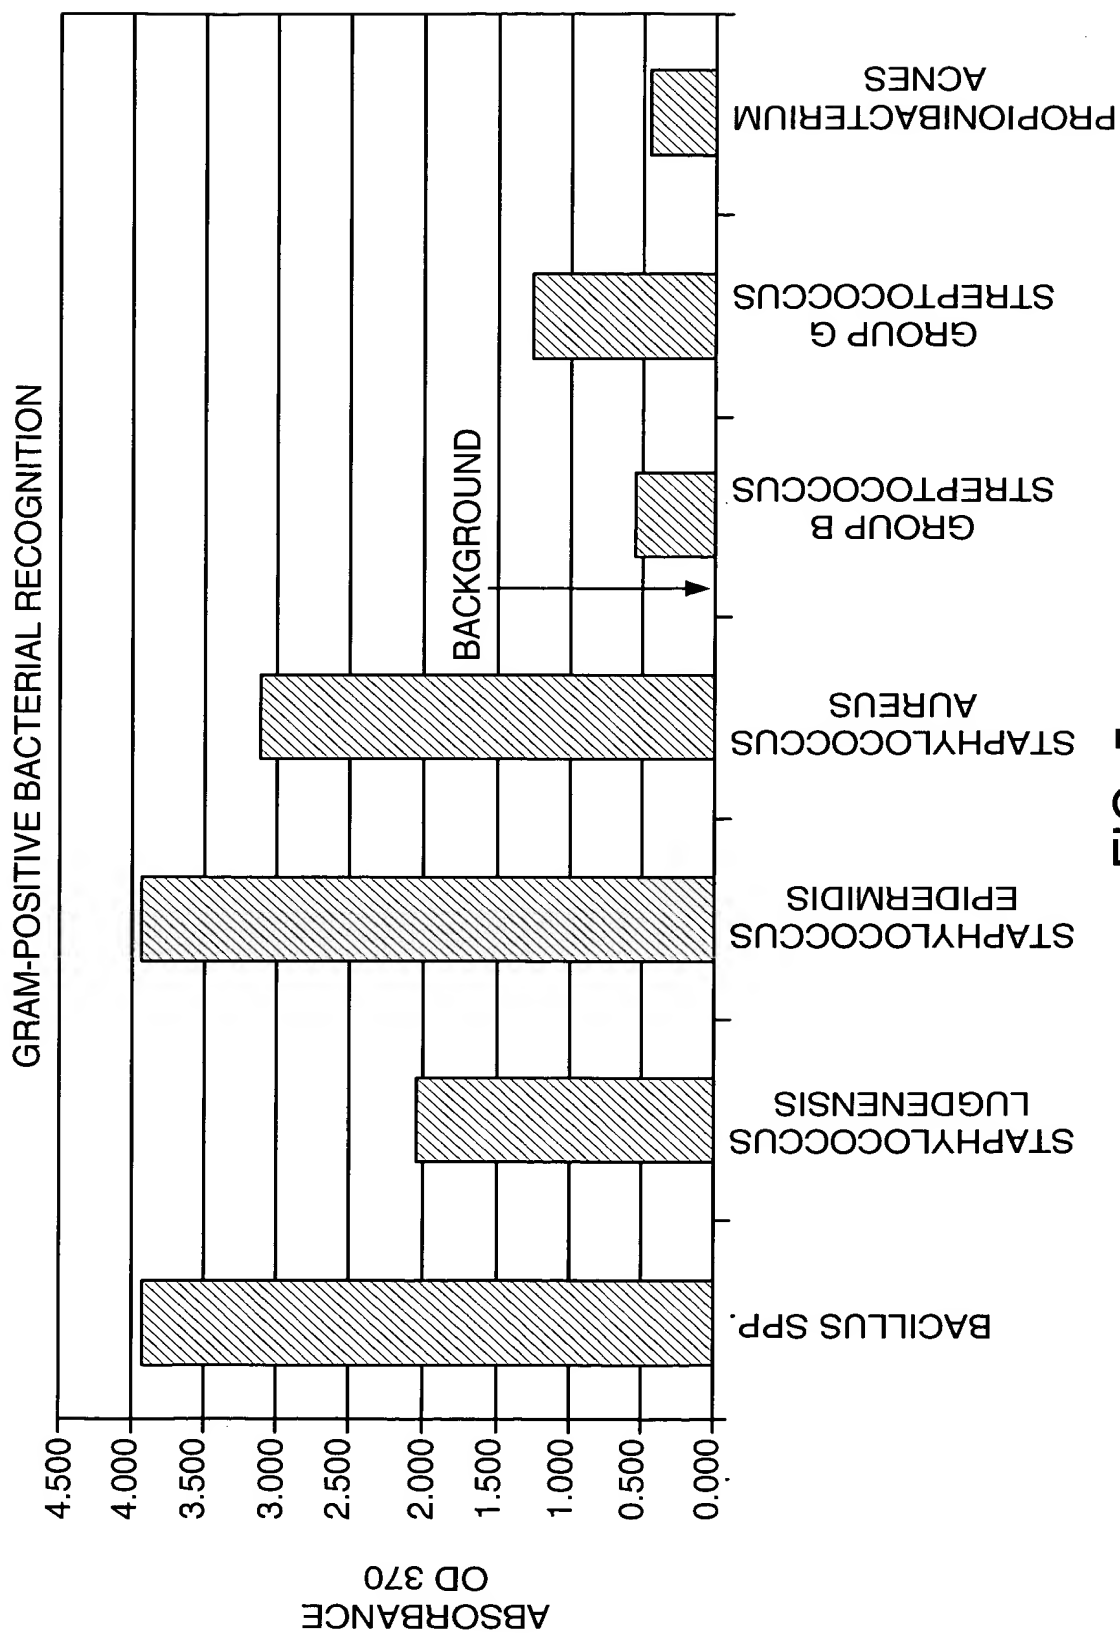 GRAM-POSITIVE BACTERIAL RECOGNITION
ABSORBANCE
OD 370
4.500
4.000
3.500
3.000
2.500
2.000
1.500
1.000
0.500
0.000
BACKGROUND
BACILLUS SPP.
STAPHYLOCOCCUS
LUGDENENSIS
STAPHYLOCOCCUS
EPIDERMIDIS
STAPHYLOCOCCUS
AUREUS
GROUP B
STREPTOCOCCUS
GROUP G
STREPTOCOCCUS
PROPIONIBACTERIUM
ACNES